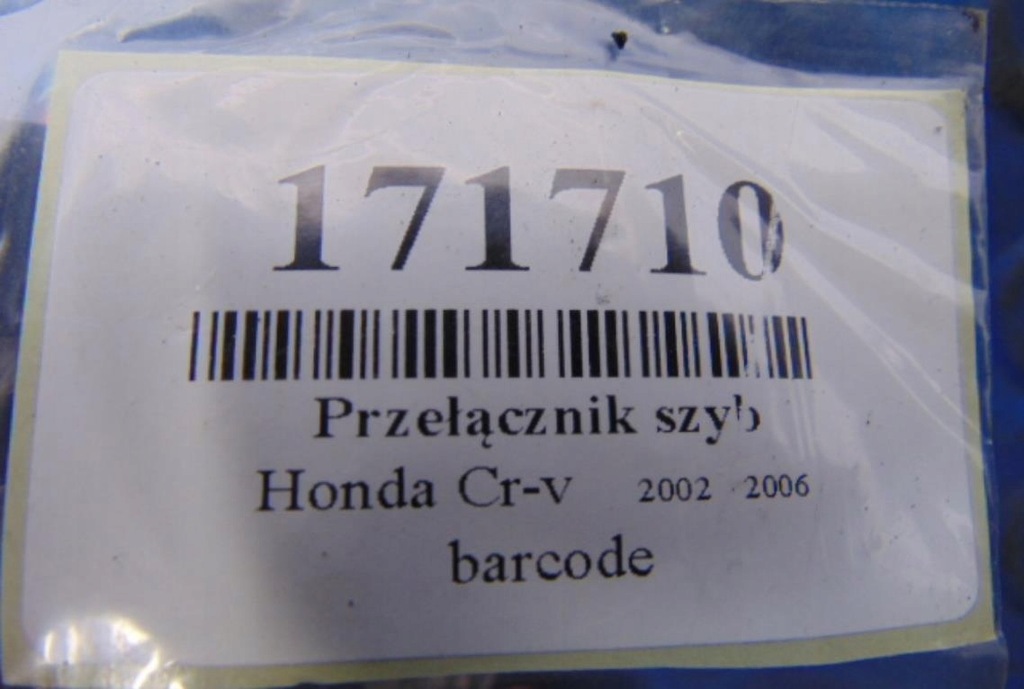 171710
Przełącznik szyb
Honda Cr-v 2002 2006
barcode